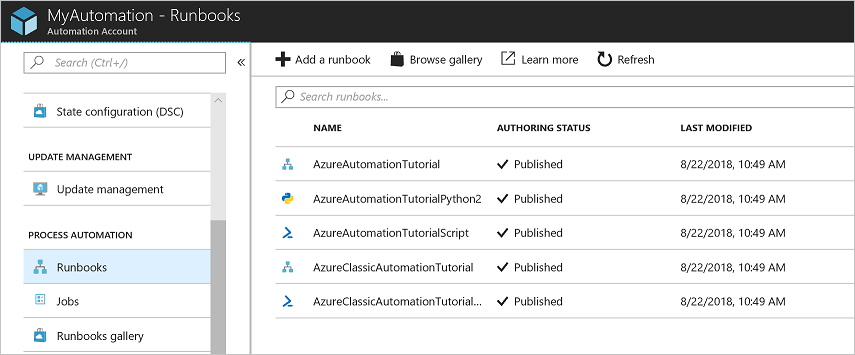 MyAutomation - Runbooks
Automation Account
Search (Ctrl+/)
«
State configuration (DSC)
UPDATE MANAGEMENT
Update management
PROCESS AUTOMATION
Runbooks
Jobs
Runbooks gallery
Add a runbook Browse gallery Learn more Refresh
Search runbooks...
NAME AUTHORING STATUS LAST MODIFIED
AzureAutomationTutorial Published 8/22/2018, 10:49 AM
AzureAutomationTutorialPython2 Published 8/22/2018, 10:49 AM
AzureAutomationTutorialScript Published 8/22/2018, 10:49 AM
AzureClassicAutomationTutorial Published 8/22/2018, 10:49 AM
AzureClassicAutomationTutorial... Published 8/22/2018, 10:49 AM